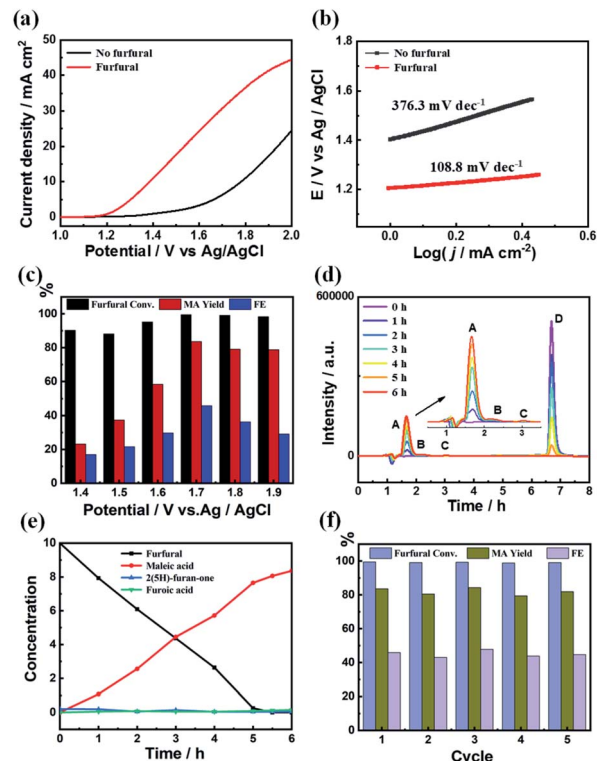 (a)
Current density / mA cm²
50
40
30
20
10
0
No furfural
Furfural
1.0 1.2 1.4 1.6 1.8 2.0
Potential / V vs Ag/AgCl
(b)
E / V vs Ag / AgCl
1.8
1.6
1.4
1.2
No furfural
Furfural
376.3 mV dec⁻¹
108.8 mV dec⁻¹
0.0 0.2 0.4 0.6
Log( j / mA cm⁻²)
(c)
%
100
80
60
40
20
0
Furfural Conv. MA Yield FE
1.4 1.5 1.6 1.7 1.8 1.9
Potential / V vs.Ag / AgCl
(d)
Intensity / a.u.
600000
300000
0
0 h
1 h
2 h
3 h
4 h
5 h
6 h
A
B
C
1 2 3
D
A
B
C
0 1 2 3 4 5 6 7 8
Time / h
(e)
Concentration
10
8
6
4
2
0
Furfural
Maleic acid
2(5H)-furan-one
Furoic acid
0 1 2 3 4 5 6
Time / h
(f)
%
100
80
60
40
20
0
Furfural Conv. MA Yield FE
1 2 3 4 5
Cycle